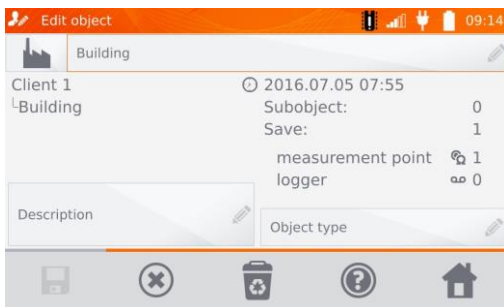 Edit object
09:14
Building
Client 1
Building
2016.07.05 07:55
Subobject: 0
Save: 1
measurement point 1
logger 0
Description
Object type